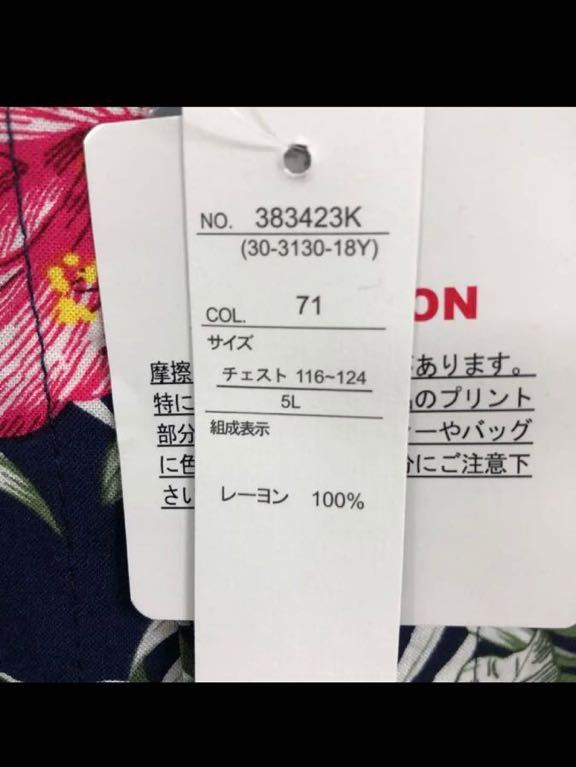 NO. 383423K
(30-3130-18Y)
COL. 71
サイズ
チェスト 116~124
5L
組成表示
レーヨン 100%
ON
摩擦 あります。
特に のプリント
部分 ーやバッグ
に色 にご注意下
さい